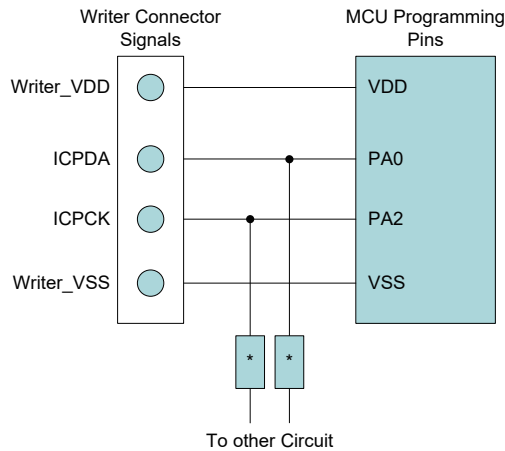 Writer Connector
Signals
MCU Programming
Pins
Writer_VDD
VDD
ICPDA
PA0
ICPCK
PA2
Writer_VSS
VSS
* *
To other Circuit